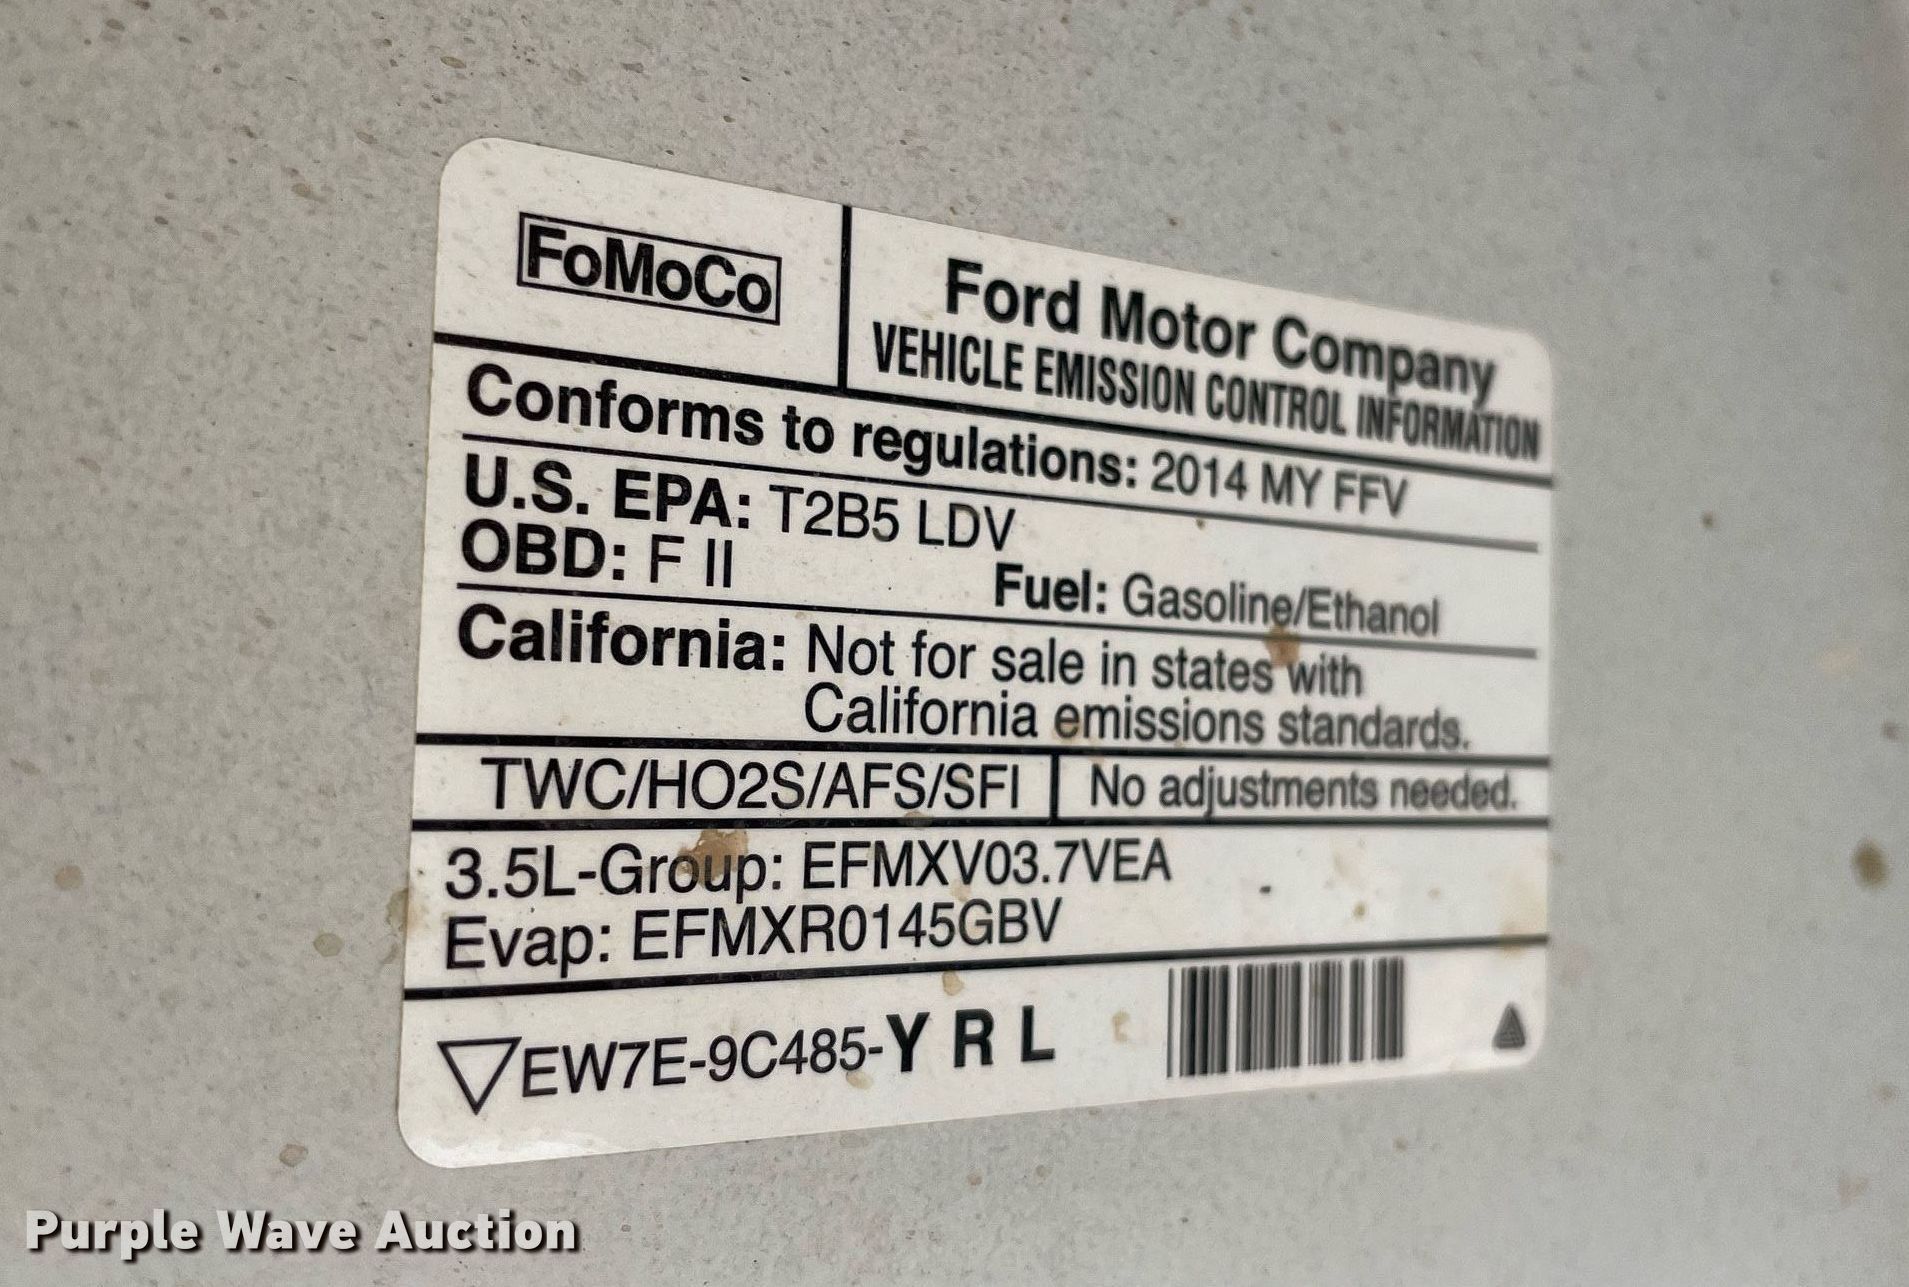 FoMoCo
Ford Motor Company
VEHICLE EMISSION CONTROL INFORMATION
Conforms to regulations: 2014 MY FFV
U.S. EPA: T2B5 LDV
OBD: F II
Fuel: Gasoline/Ethanol
California: Not for sale in states with
California emissions standards.
TWC/HO2S/AFS/SFI
No adjustments needed.
3.5L-Group: EFMXV03.7VEA
Evap: EFMXR0145GBV
EW7E-9C485-Y R L
Purple Wave Auction